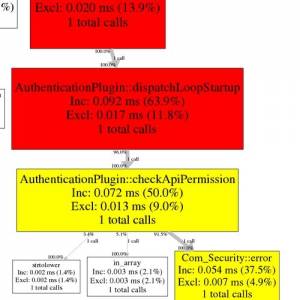 %)
Excl: 0.020 ms (13.9%)
1 total calls
100.0%
1 call
AuthenticationPlugin::dispatchLoopStartup
Inc: 0.092 ms (63.9%)
Excl: 0.017 ms (11.8%)
1 total calls
96.0%
1 call
AuthenticationPlugin::checkApiPermission
Inc: 0.072 ms (50.0%)
Excl: 0.013 ms (9.0%)
1 total calls
3.4% 5.1% 91.5%
1 call 1 call 1 call
100.0% 100.0% 100.0%
strtolower
Inc: 0.002 ms (1.4%)
Excl: 0.002 ms (1.4%)
1 total calls
in_array
Inc: 0.003 ms (2.1%)
Excl: 0.003 ms (2.1%)
1 total calls
Com_Security::error
Inc: 0.054 ms (37.5%)
Excl: 0.007 ms (4.9%)
1 total calls